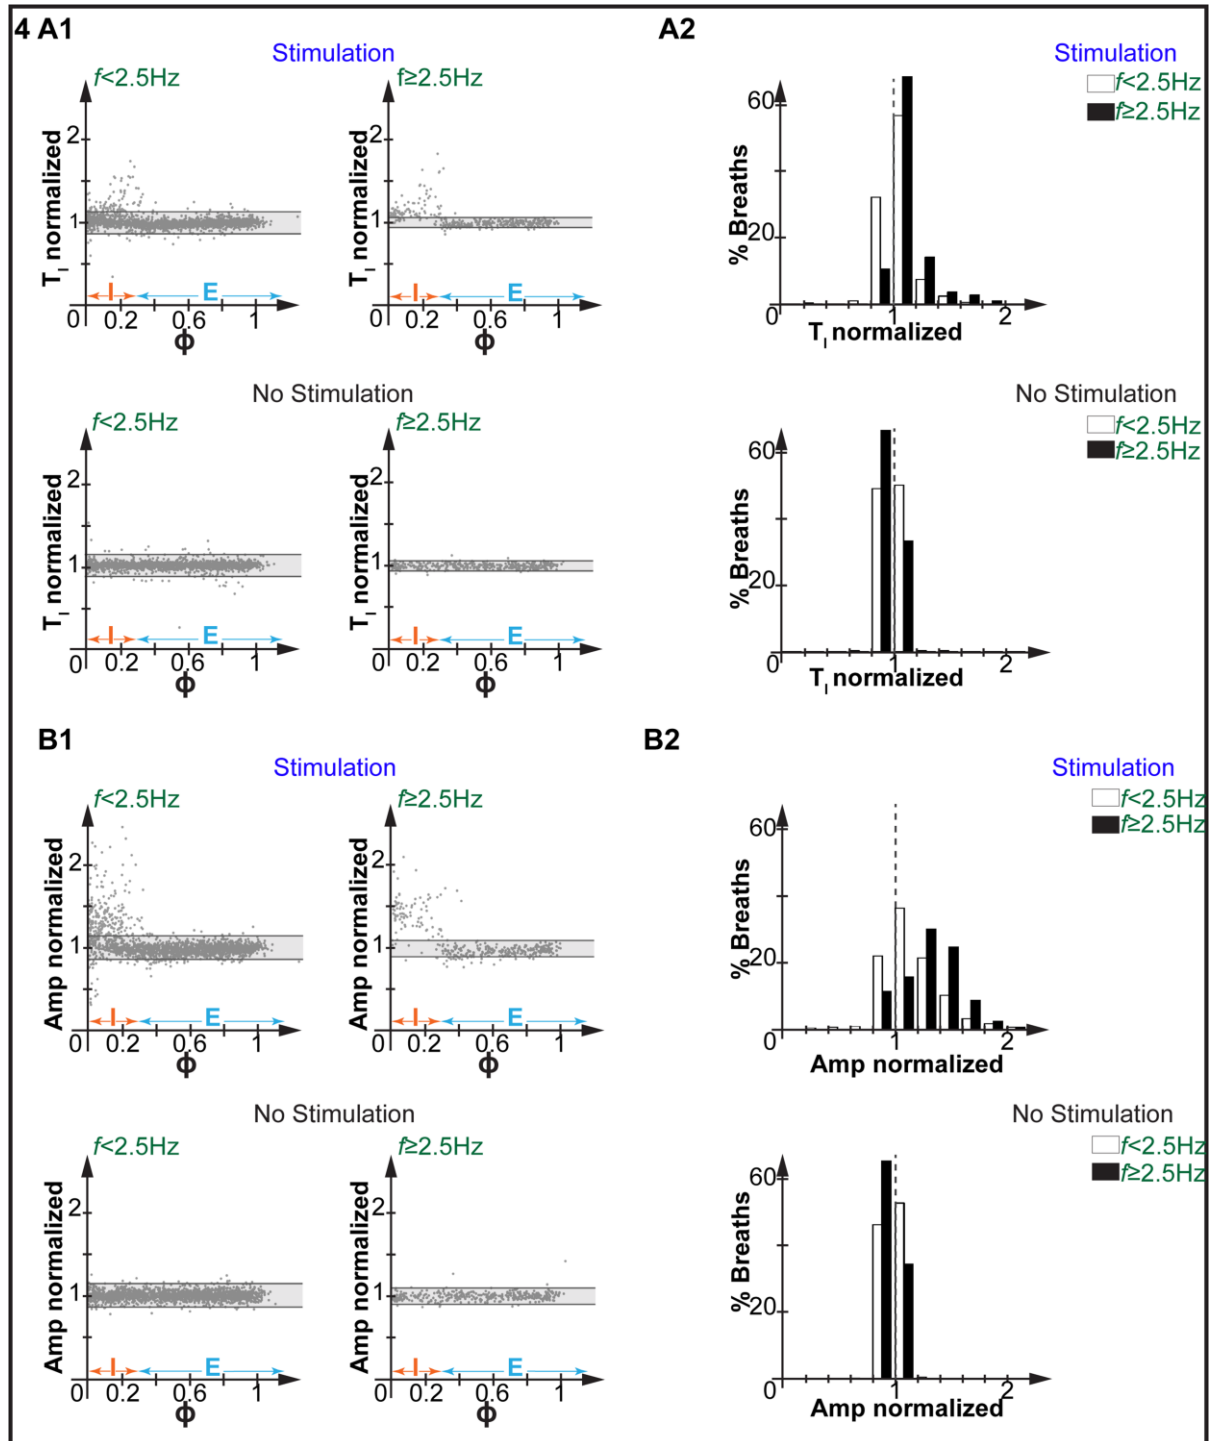 4 A1
Stimulation
f<2.5Hz
f≥2.5Hz
T_I normalized
2
1
I
E
0
0.2
0.6
1
Φ
T_I normalized
2
1
I
E
0
0.2
0.6
1
Φ
No Stimulation
f<2.5Hz
f≥2.5Hz
T_I normalized
2
1
I
E
0
0.2
0.6
1
Φ
T_I normalized
2
1
I
E
0
0.2
0.6
1
Φ
A2
Stimulation
f<2.5Hz
f≥2.5Hz
% Breaths
60
20
0
1
2
T_I normalized
No Stimulation
f<2.5Hz
f≥2.5Hz
% Breaths
60
20
0
1
2
T_I normalized
B1
Stimulation
f<2.5Hz
f≥2.5Hz
Amp normalized
2
1
I
E
0
0.2
0.6
1
Φ
Amp normalized
2
1
I
E
0
0.2
0.6
1
Φ
No Stimulation
f<2.5Hz
f≥2.5Hz
Amp normalized
2
1
I
E
0
0.2
0.6
1
Φ
Amp normalized
2
1
I
E
0
0.2
0.6
1
Φ
B2
Stimulation
f<2.5Hz
f≥2.5Hz
% Breaths
60
20
0
1
2
Amp normalized
No Stimulation
f<2.5Hz
f≥2.5Hz
% Breaths
60
20
0
1
2
Amp normalized